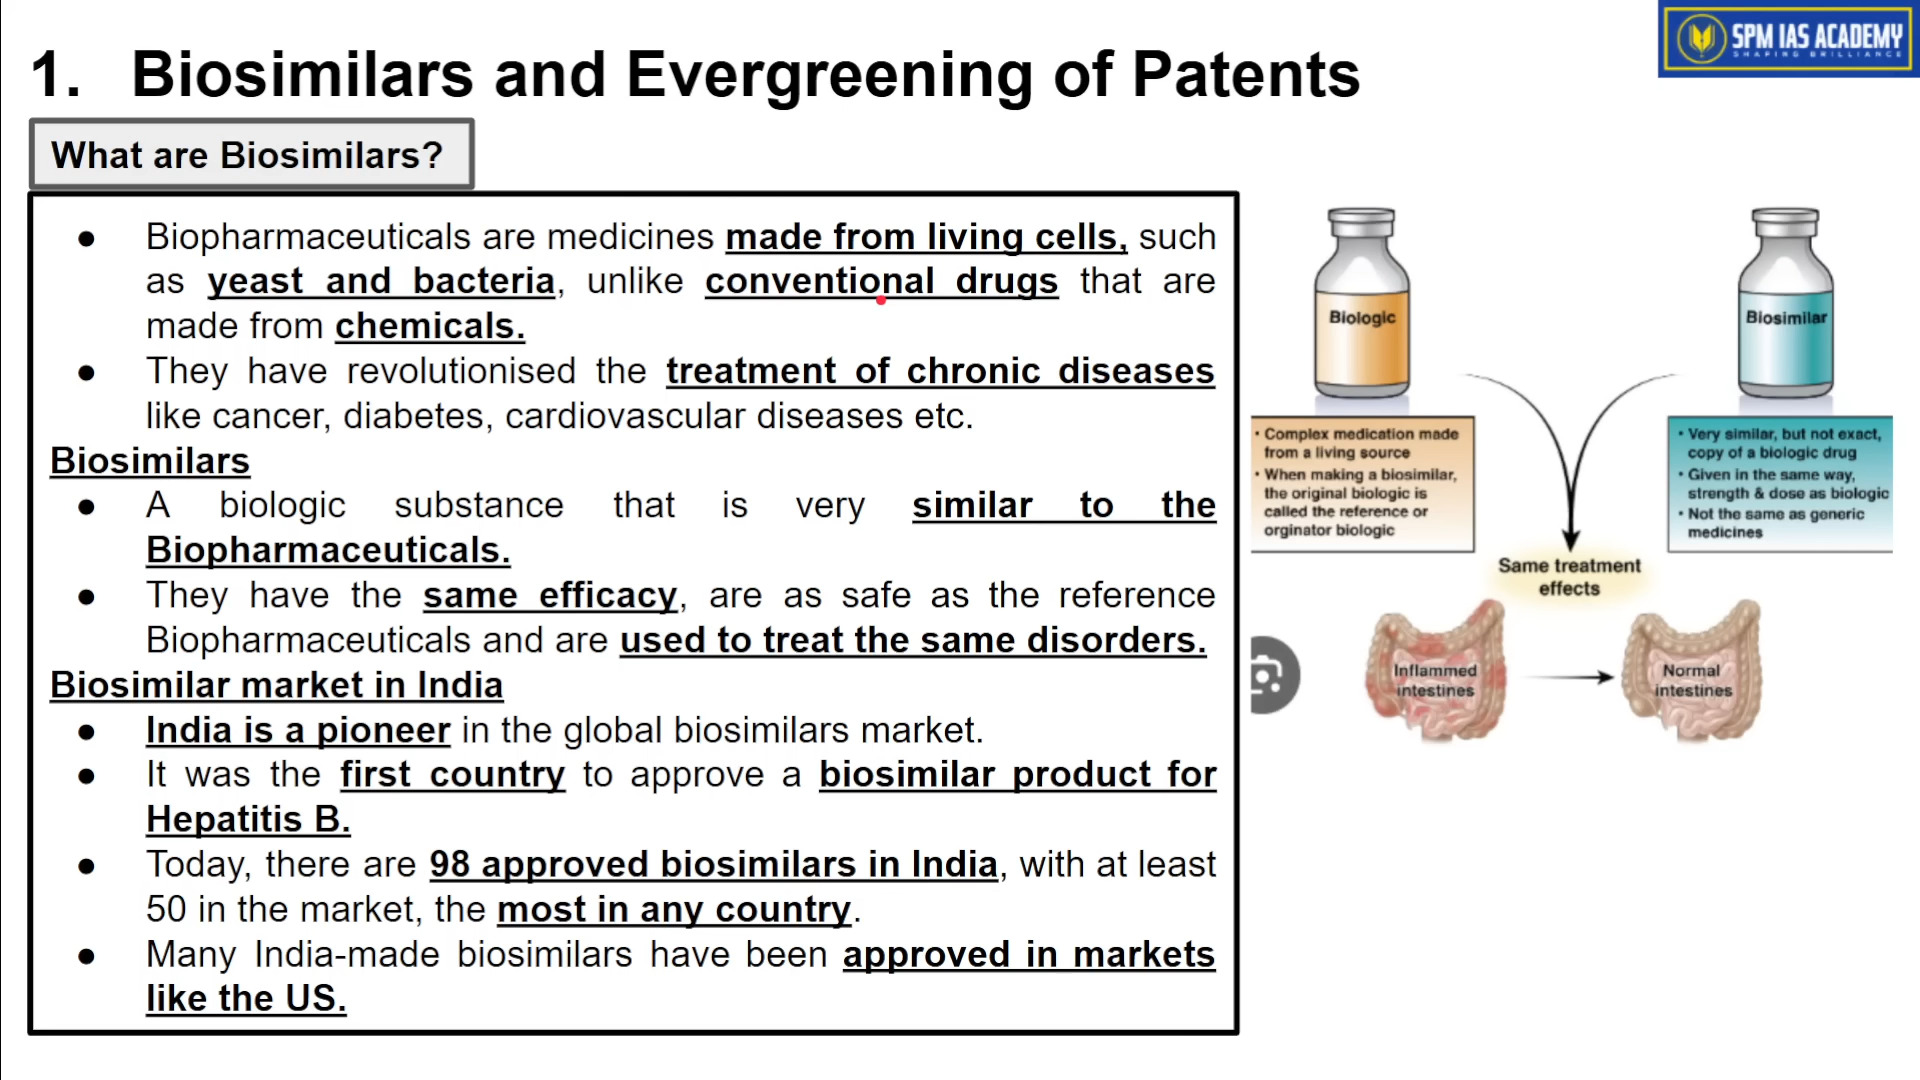 SPM IAS ACADEMY
SHAPING BRILLIANCE
1. Biosimilars and Evergreening of Patents
What are Biosimilars?
● Biopharmaceuticals are medicines made from living cells, such
as yeast and bacteria, unlike conventional drugs that are
made from chemicals.
● They have revolutionised the treatment of chronic diseases
like cancer, diabetes, cardiovascular diseases etc.
Biosimilars
● A biologic substance that is very similar to the
Biopharmaceuticals.
● They have the same efficacy, are as safe as the reference
Biopharmaceuticals and are used to treat the same disorders.
Biosimilar market in India
● India is a pioneer in the global biosimilars market.
● It was the first country to approve a biosimilar product for
Hepatitis B.
● Today, there are 98 approved biosimilars in India, with at least
50 in the market, the most in any country.
● Many India-made biosimilars have been approved in markets
like the US.
Biologic
Biosimilar
• Complex medication made
from a living source
• When making a biosimilar,
the original biologic is
called the reference or
orginator biologic
• Very similar, but not exact,
copy of a biologic drug
• Given in the same way,
strength & dose as biologic
• Not the same as generic
medicines
Same treatment
effects
Inflammed
intestines
Normal
intestines